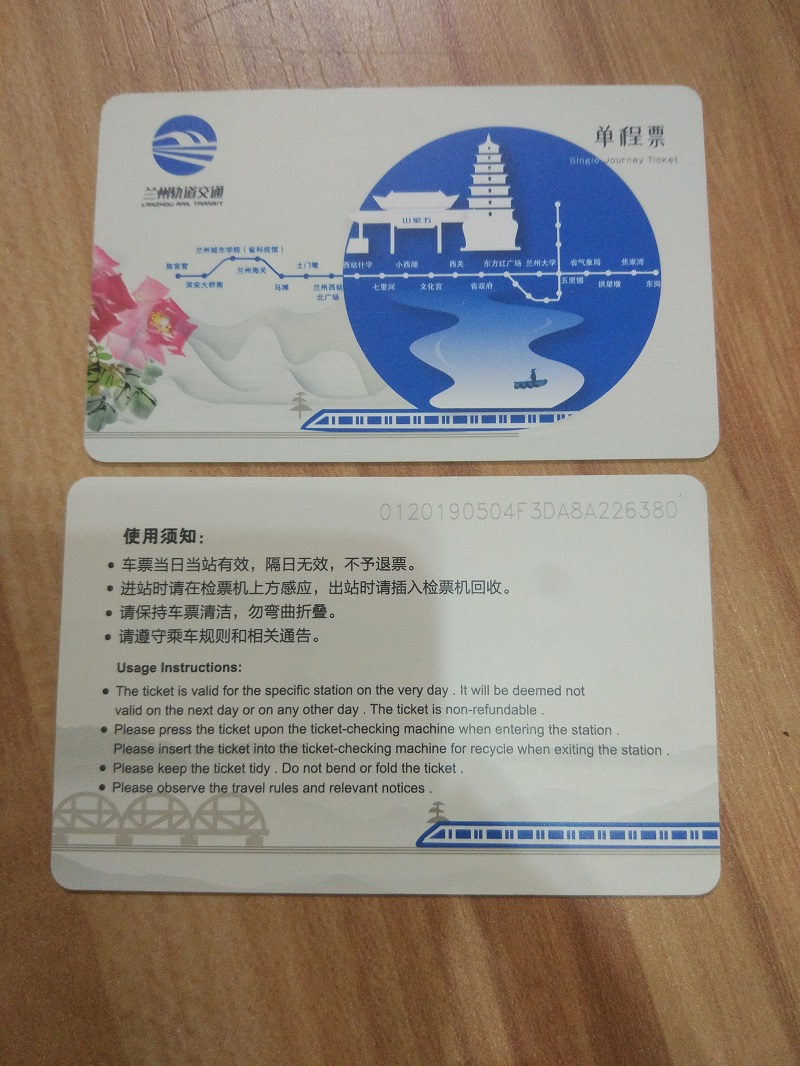 兰州轨道交通
LANZHOU RAIL TRANSIT
单程票
Single Journey Ticket
五泉山
陈官营
深安大桥南
兰州城市学院（省科技馆）
兰州海关
马滩
土门墩
兰州西站
北广场
西站什字
七里河
小西湖
文化宫
西关
省政府
东方红广场
兰州大学
五里铺
省气象局
拱星墩
焦家湾
东岗
0120190504F3DA8A226380
使用须知：
● 车票当日当站有效，隔日无效，不予退票。
● 进站时请在检票机上方感应，出站时请插入检票机回收。
● 请保持车票清洁，勿弯曲折叠。
● 请遵守乘车规则和相关通告。
Usage Instructions:
● The ticket is valid for the specific station on the very day . It will be deemed not
valid on the next day or on any other day . The ticket is non-refundable .
● Please press the ticket upon the ticket-checking machine when entering the station .
Please insert the ticket into the ticket-checking machine for recycle when exiting the station .
● Please keep the ticket tidy . Do not bend or fold the ticket .
● Please observe the travel rules and relevant notices .